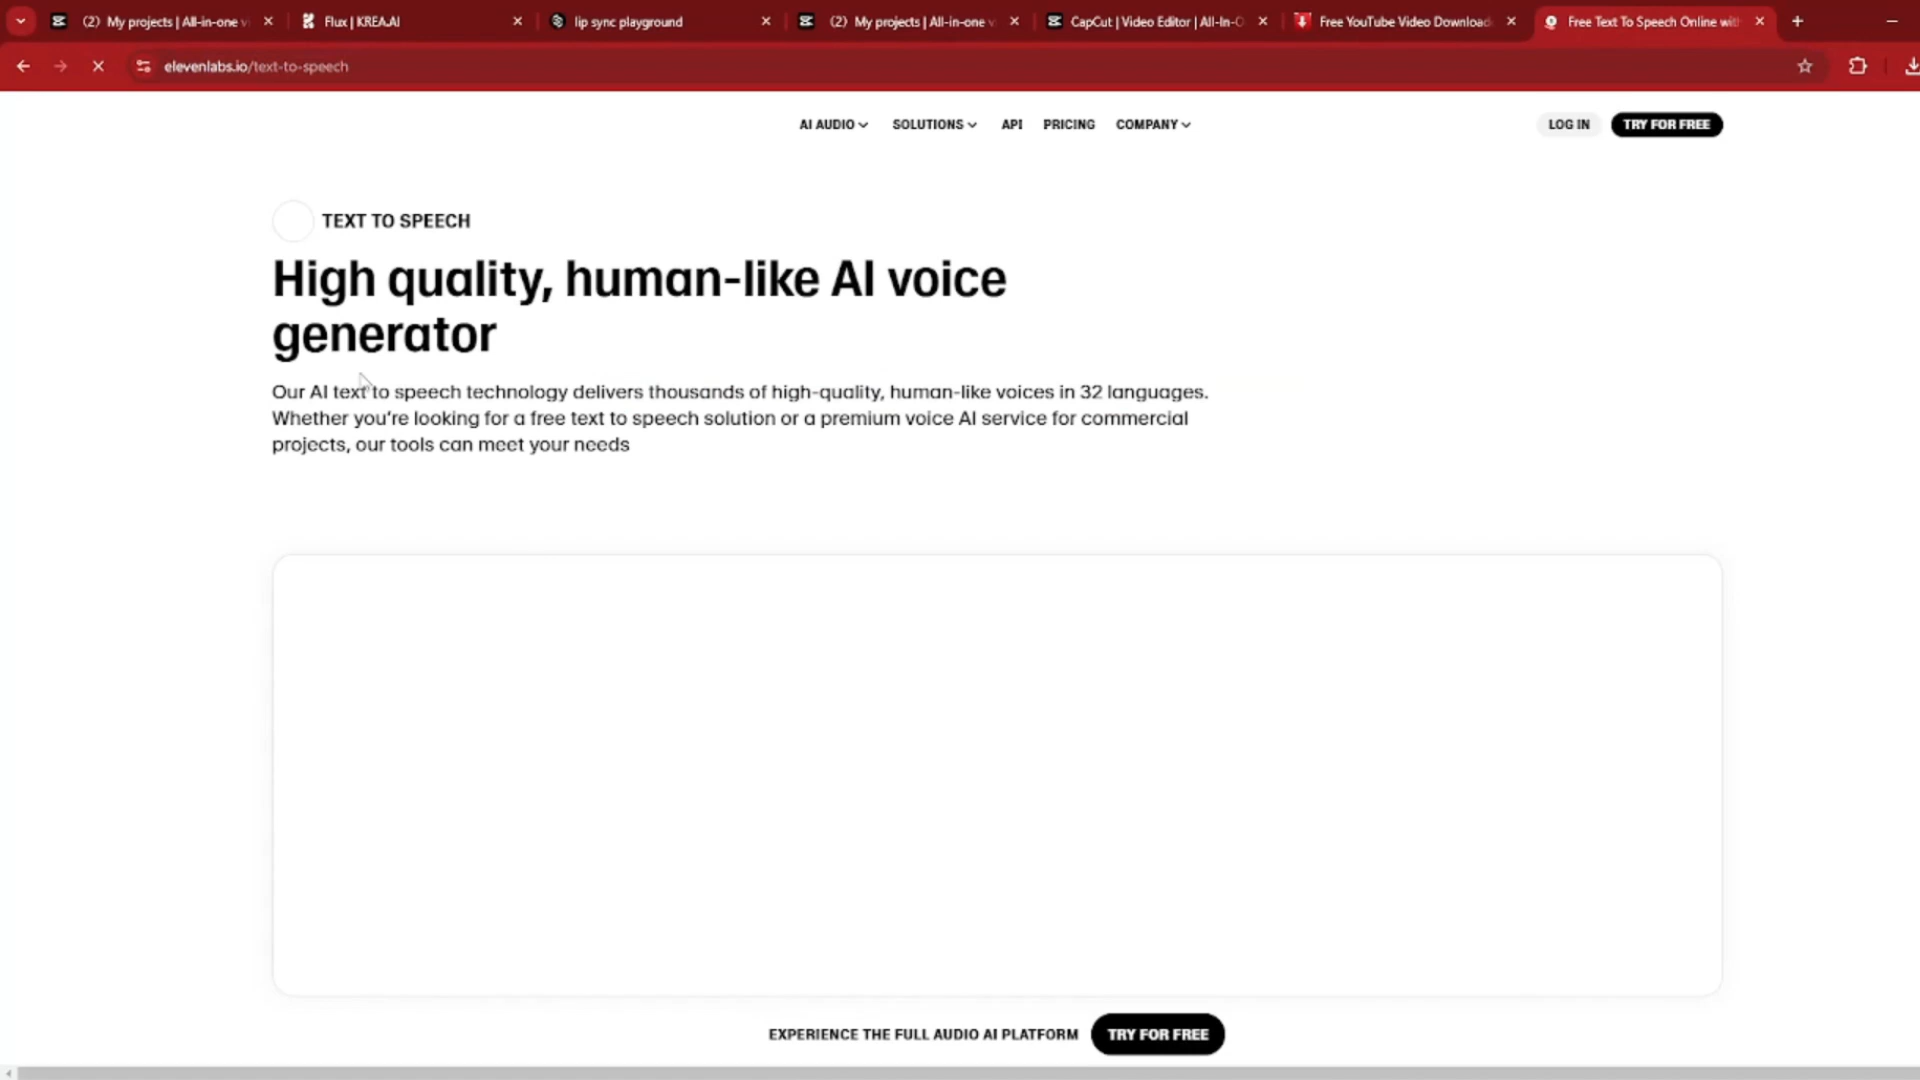 (2) My projects | All-in-one v
Flux | KREA.AI
lip sync playground
(2) My projects | All-in-one v
CapCut | Video Editor | All-In-O
Free YouTube Video Download
Free Text To Speech Online with
elevenlabs.io/text-to-speech
AI AUDIO
SOLUTIONS
API
PRICING
COMPANY
LOG IN
TRY FOR FREE
TEXT TO SPEECH
High quality, human-like AI voice
generator
Our AI text to speech technology delivers thousands of high-quality, human-like voices in 32 languages.
Whether you're looking for a free text to speech solution or a premium voice AI service for commercial
projects, our tools can meet your needs
EXPERIENCE THE FULL AUDIO AI PLATFORM
TRY FOR FREE